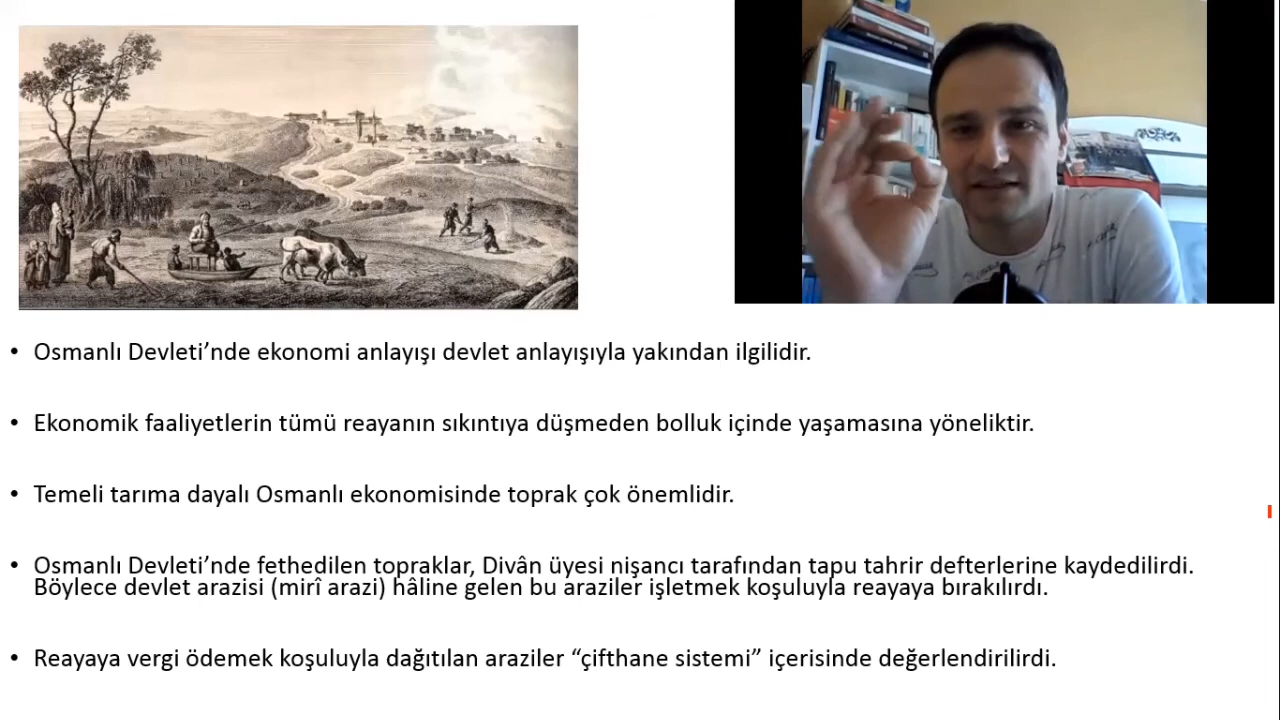 • Osmanlı Devleti’nde ekonomi anlayışı devlet anlayışıyla yakından ilgilidir.
• Ekonomik faaliyetlerin tümü reayanın sıkıntıya düşmeden bolluk içinde yaşamasına yöneliktir.
• Temeli tarıma dayalı Osmanlı ekonomisinde toprak çok önemlidir.
• Osmanlı Devleti’nde fethedilen topraklar, Divân üyesi nişancı tarafından tapu tahrir defterlerine kaydedilirdi.
Böylece devlet arazisi (mirî arazi) hâline gelen bu araziler işletmek koşuluyla reayaya bırakılırdı.
• Reayaya vergi ödemek koşuluyla dağıtılan araziler “çifthane sistemi” içerisinde değerlendirilirdi.